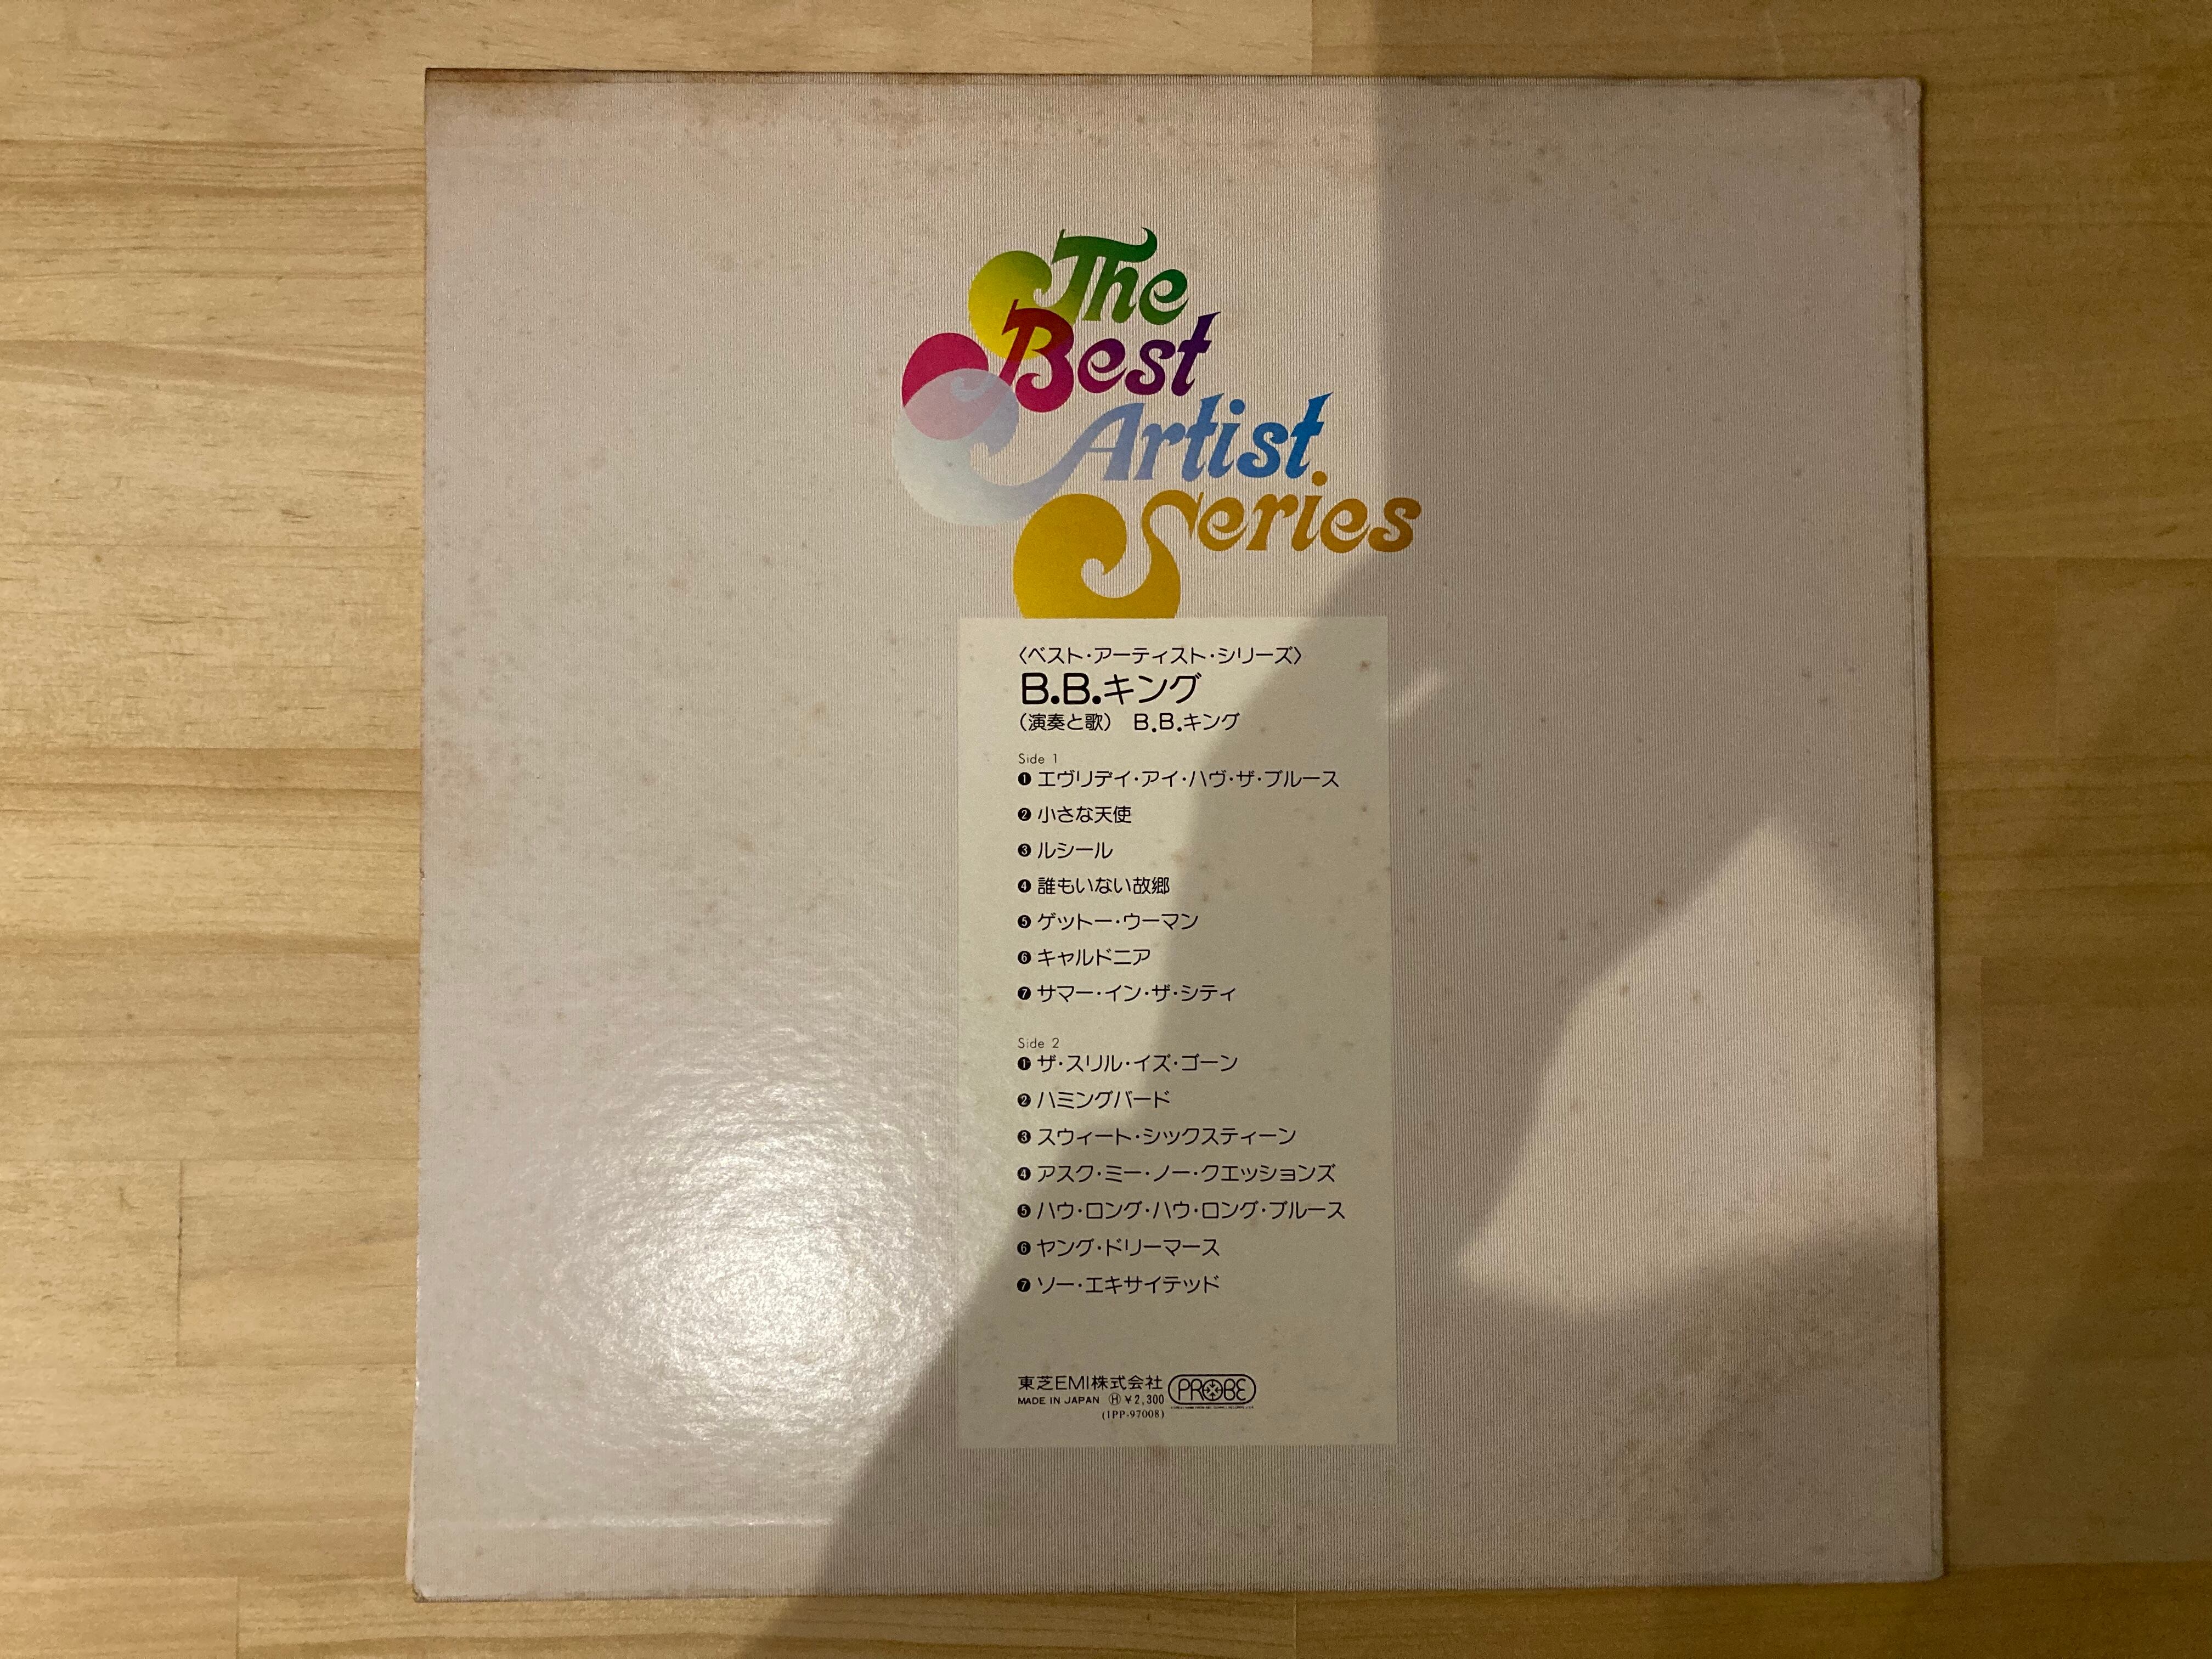 The
Best
Artist
Series
〈ベスト・アーティスト・シリーズ〉
B.B.キング
(演奏と歌) B.B.キング
Side 1
❶ エヴリデイ・アイ・ハヴ・ザ・ブルース
❷ 小さな天使
❸ ルシール
❹ 誰もいない故郷
❺ ゲットー・ウーマン
❻ キャルドニア
❼ サマー・イン・ザ・シティ
Side 2
❶ ザ・スリル・イズ・ゴーン
❷ ハミングバード
❸ スウィート・シックスティーン
❹ アスク・ミー・ノー・クエッションズ
❺ ハウ・ロング・ハウ・ロング・ブルース
❻ ヤング・ドリーマース
❼ ソー・エキサイテッド
東芝EMI株式会社 PROBE
MADE IN JAPAN Ⓗ ¥2,300
(IPP-97008)